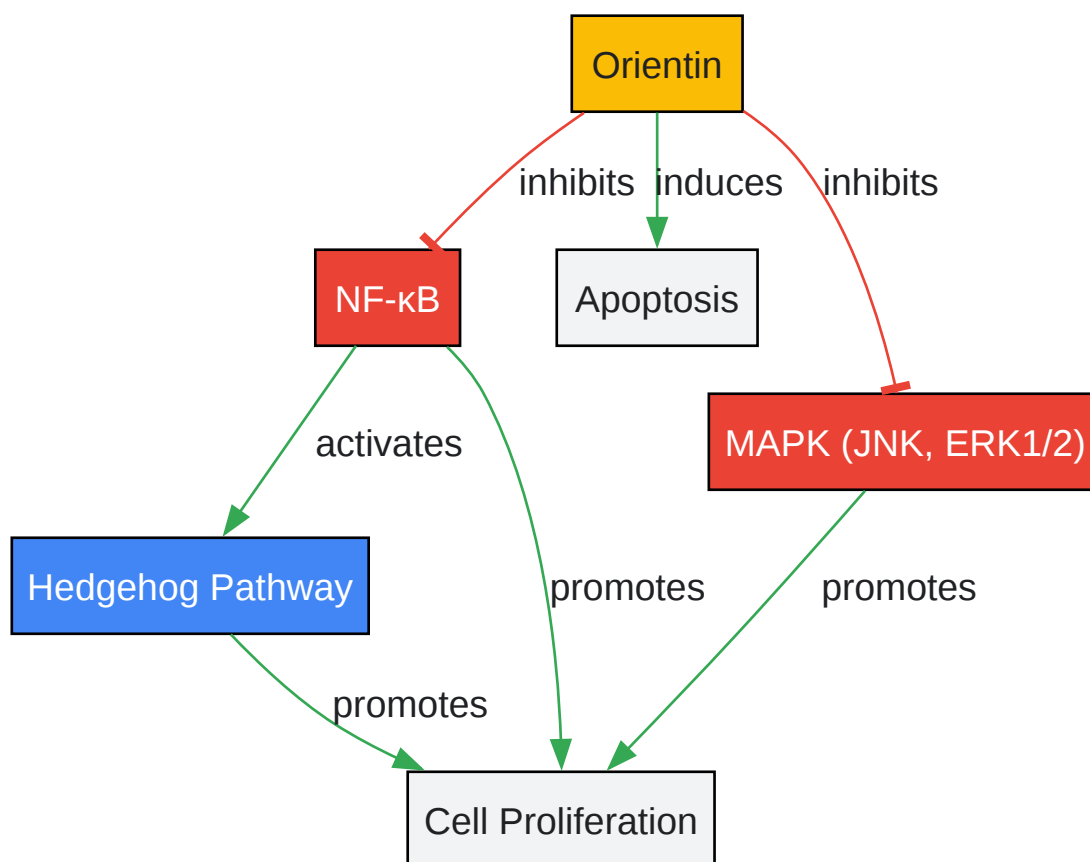 Orientin
inhibits
induces
inhibits
NF-κB
Apoptosis
activates
MAPK (JNK, ERK1/2)
Hedgehog Pathway
promotes
promotes
promotes
Cell Proliferation